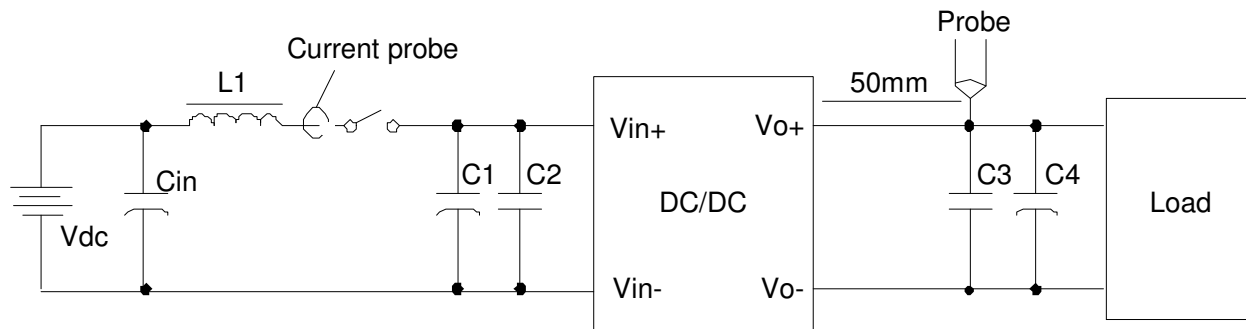 Probe
Current probe
L1
50mm
Vin+
Vo+
Cin
C1
C2
C3
C4
DC/DC
Load
Vdc
Vin-
Vo-